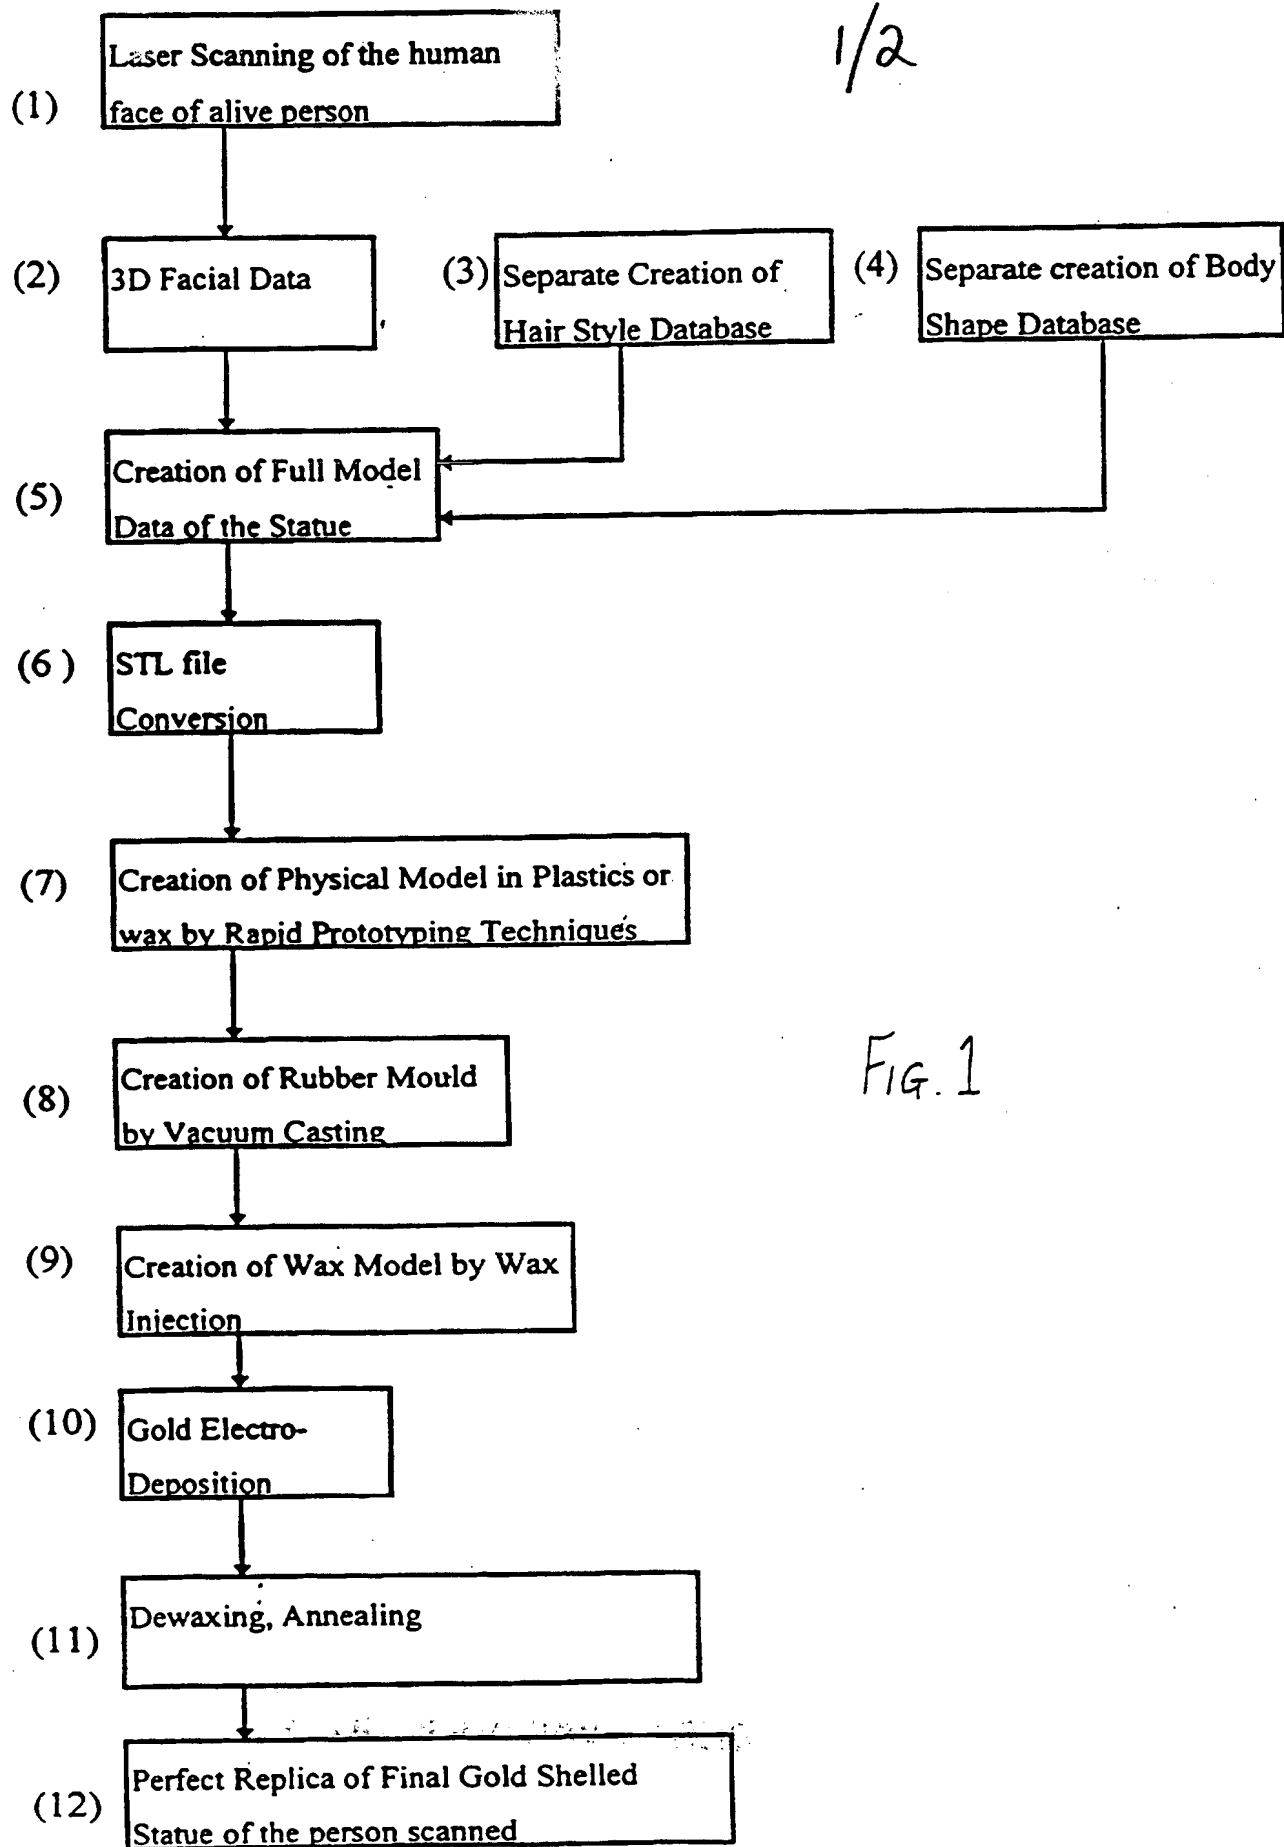 1/2
Laser Scanning of the human
(1)
face of alive person
(2)
3D Facial Data
(3)
Separate Creation of
Hair Style Database
(4)
Separate creation of Body
Shape Database
(5)
Creation of Full Model
Data of the Statue
(6)
STL file
Conversion
(7)
Creation of Physical Model in Plastics or
wax by Rapid Prototyping Techniques
(8)
Creation of Rubber Mould
by Vacuum Casting
FIG. 1
(9)
Creation of Wax Model by Wax
Injection
(10)
Gold Electro-
Deposition
(11)
Dewaxing, Annealing
(12)
Perfect Replica of Final Gold Shelled
Statue of the person scanned